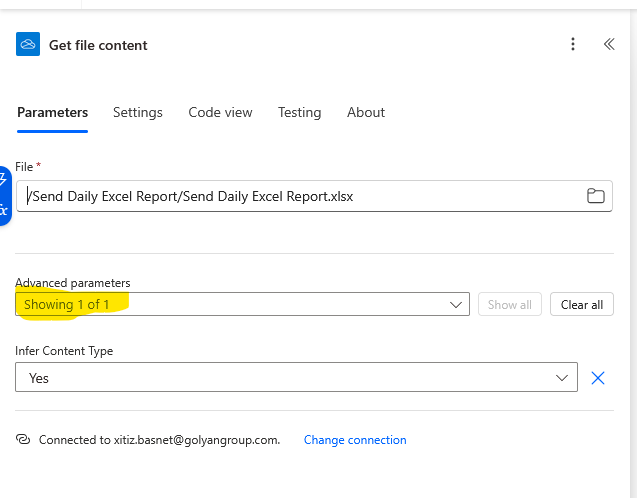 Get file content
Parameters Settings Code view Testing About
File *
/Send Daily Excel Report/Send Daily Excel Report.xlsx
Advanced parameters
Showing 1 of 1
Show all
Clear all
Infer Content Type
Yes
Connected to xitiz.basnet@golyangroup.com. Change connection